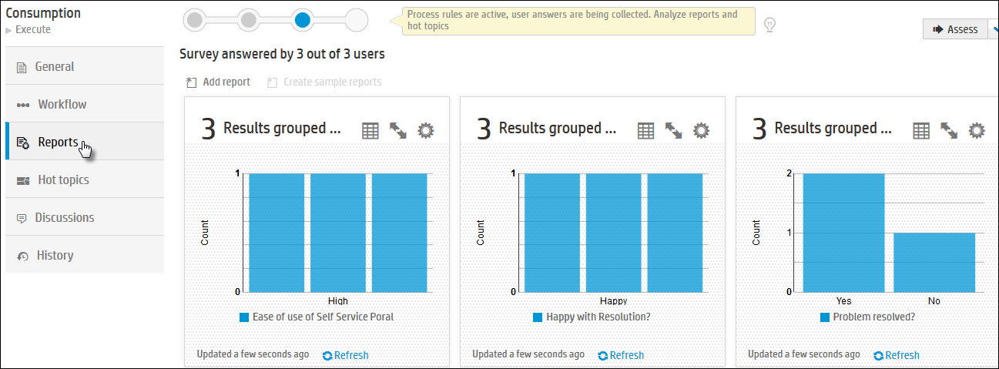 Consumption
Execute
Process rules are active, user answers are being collected. Analyze reports and
hot topics
Assess
General
Workflow
Reports
Hot topics
Discussions
History
Survey answered by 3 out of 3 users
Add report
Create sample reports
3 Results grouped ...
1
0
Count
High
Ease of use of Self Service Poral
Updated a few seconds ago
Refresh
3 Results grouped ...
1
0
Count
Happy
Happy with Resolution?
Updated a few seconds ago
Refresh
3 Results grouped ...
2
1
0
Count
Yes No
Problem resolved?
Updated a few seconds ago
Refresh